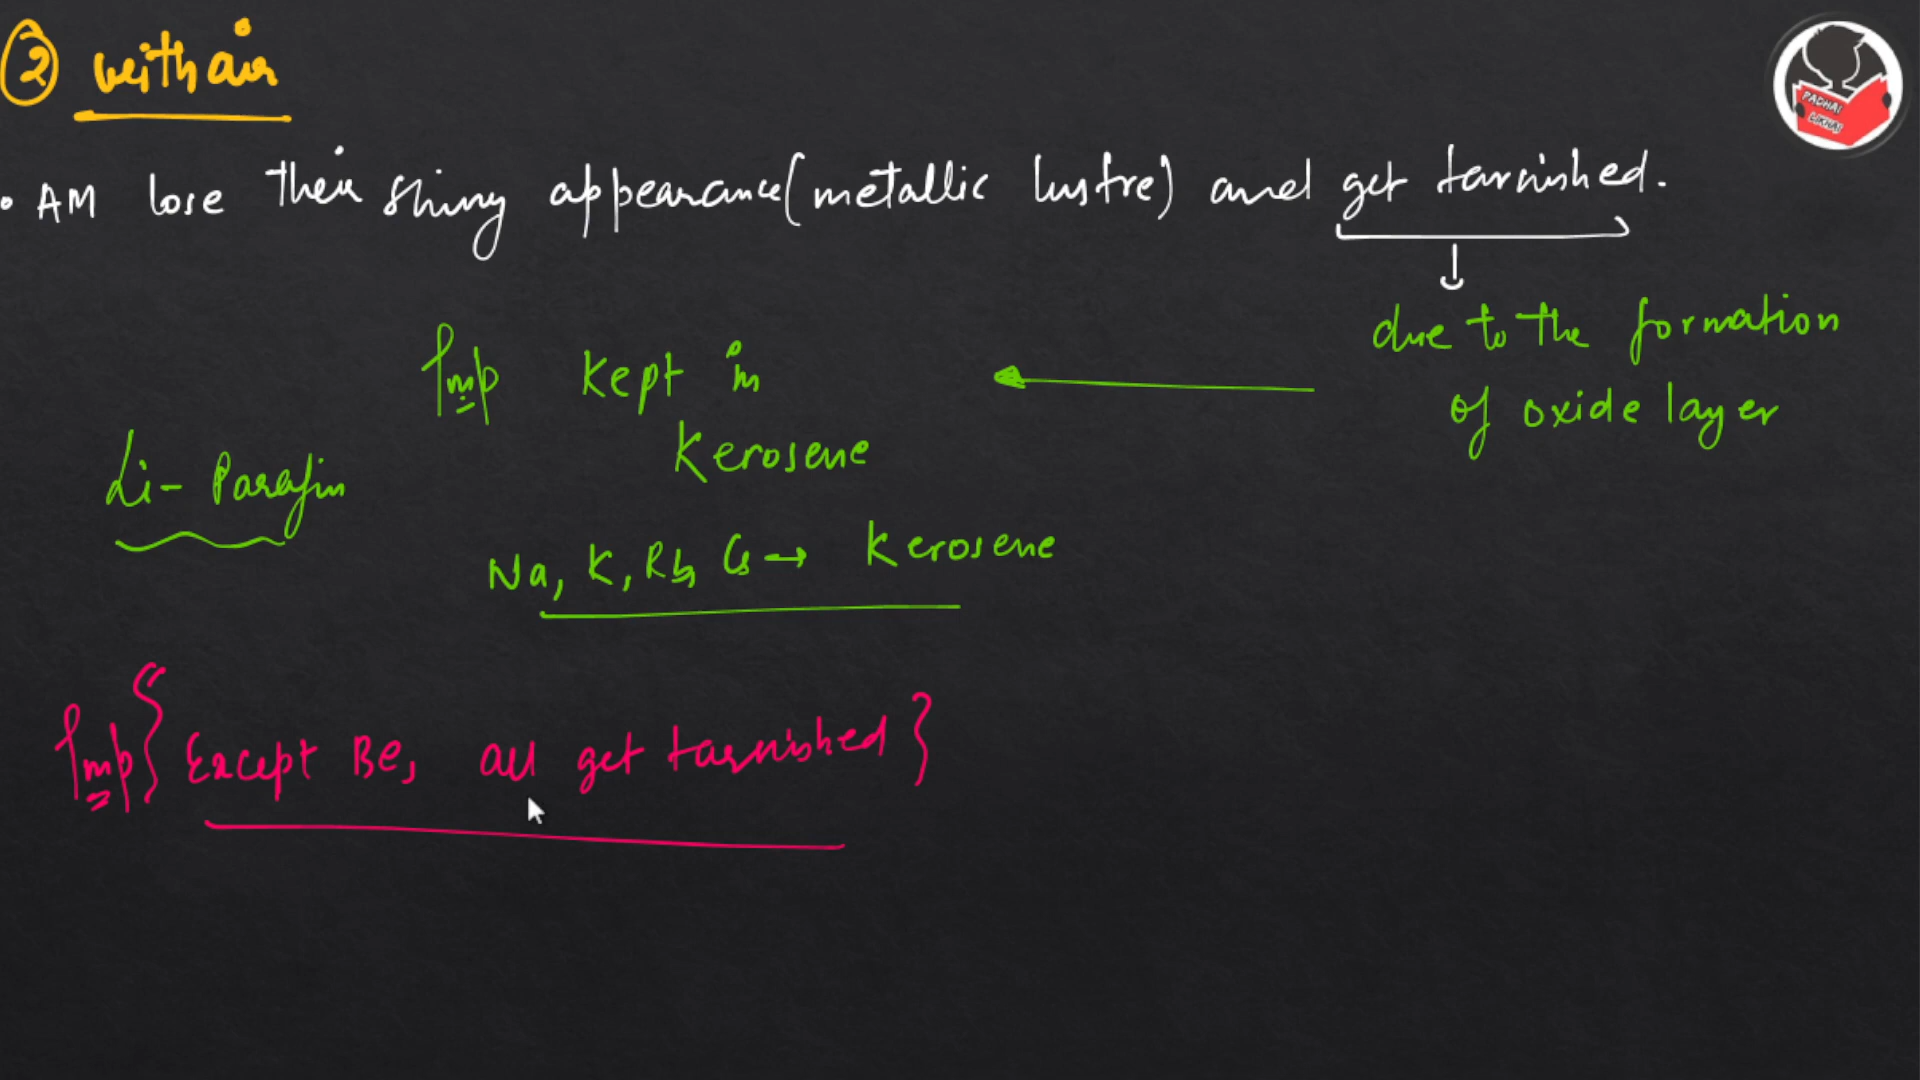 ② with air
PADHAI
LIKHAI
• AM lose their shiny appearance (metallic lustre) and get tarnished.
due to the formation
of oxide layer
Imp kept in
Kerosene
Li - Parafin
Na, K, Rb, Cs → Kerosene
Imp { Except Be, all get tarnished }